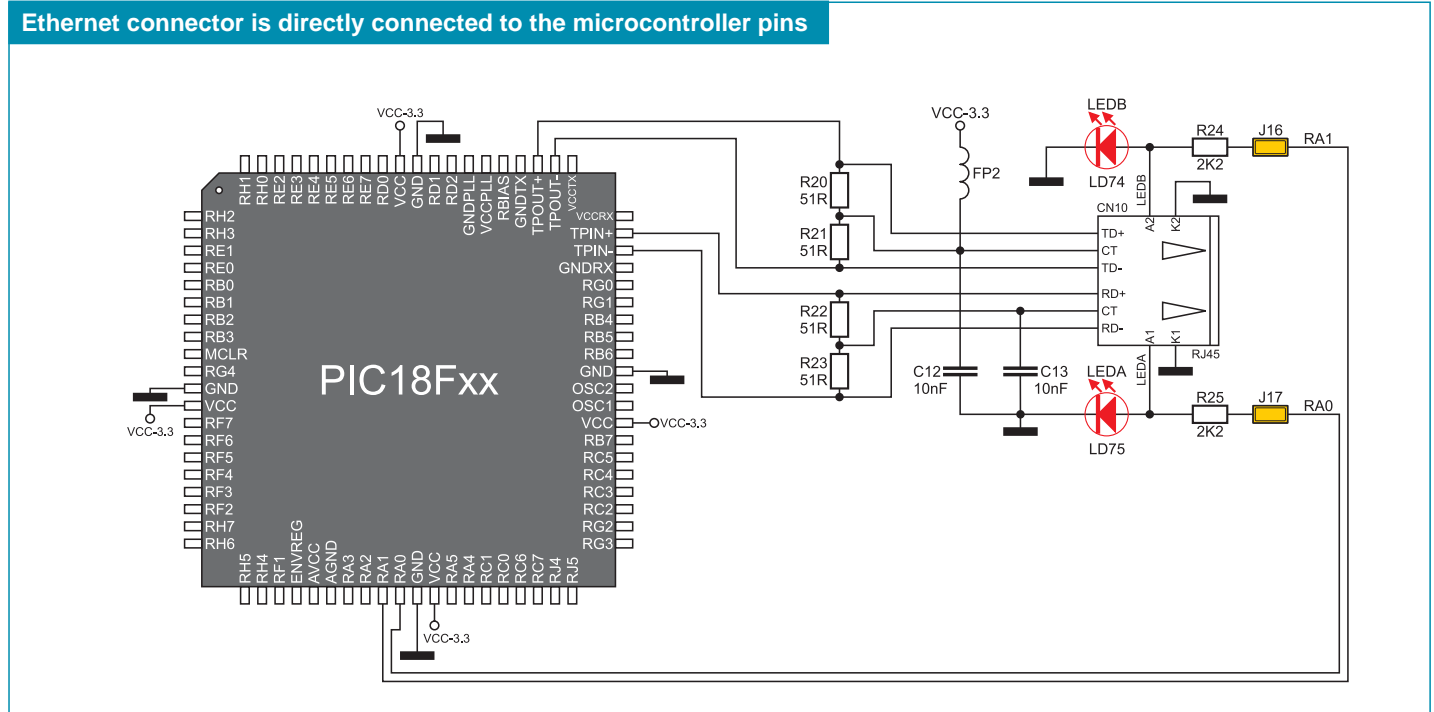 Ethernet connector is directly connected to the microcontroller pins
VCC-3.3
RH1
RH0
RE2
RE3
RE4
RE5
RE6
RE7
RD0
VCC
GND
RD1
RD2
GNDPLL
VCCPLL
RBIAS
GNDTX
TPOUT+
TPOUT-
VCCTX
RH2
RH3
RE1
RE0
RB0
RB1
RB2
RB3
MCLR
RG4
GND
VCC
RF7
RF6
RF5
RF4
RF3
RF2
RH7
RH6
VCC-3.3
PIC18Fxx
VCCRX
TPIN+
TPIN-
GNDRX
RG0
RG1
RB4
RB5
RB6
GND
OSC2
OSC1
VCC
RB7
RC5
RC4
RC3
RC2
RG2
RG3
VCC-3.3
RH5
RH4
RF1
ENVREG
AVCC
AGND
RA3
RA2
RA1
RA0
GND
VCC
RA5
RA4
RC1
RC0
RC6
RC7
RJ4
RJ5
VCC-3.3
R20
51R
R21
51R
R22
51R
R23
51R
VCC-3.3
FP2
C12
10nF
C13
10nF
LEDB
LD74
R24
2K2
J16
RA1
CN10
LEDB
A2
K2
TD+
CT
TD-
RD+
CT
RD-
A1
K1
RJ45
LEDA
LEDA
LD75
R25
2K2
J17
RA0